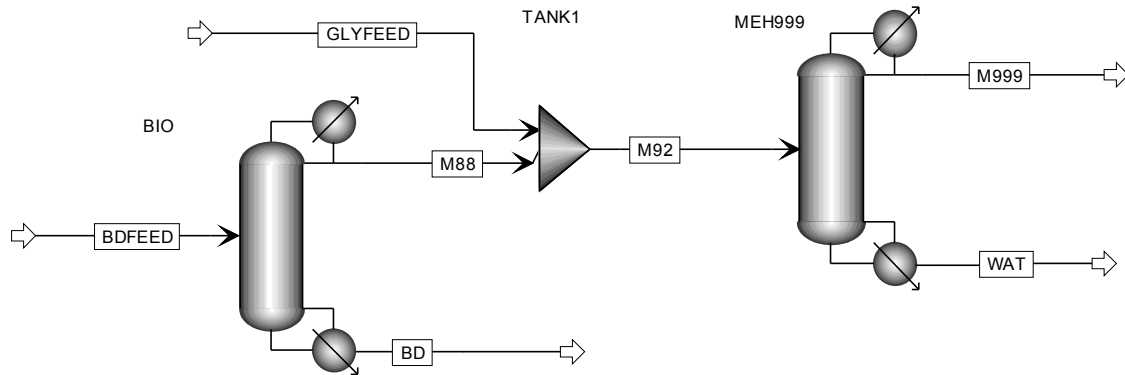 TANK1
MEH999
GLYFEED
M999
BIO
M88
M92
BDFEED
WAT
BD